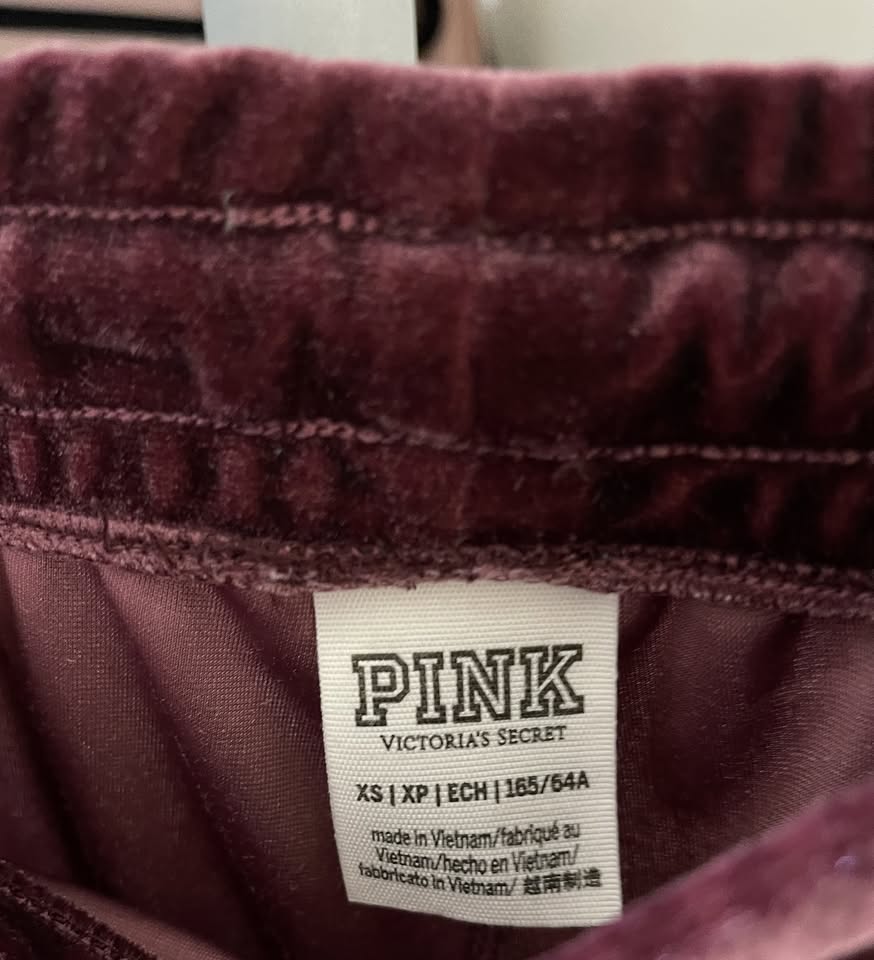 PINK
VICTORIA'S SECRET
XS | XP | ECH | 165/64A
made in Vietnam/fabriqué au
Vietnam/hecho en Vietnam/
fabbricato in Vietnam/ 越南制造